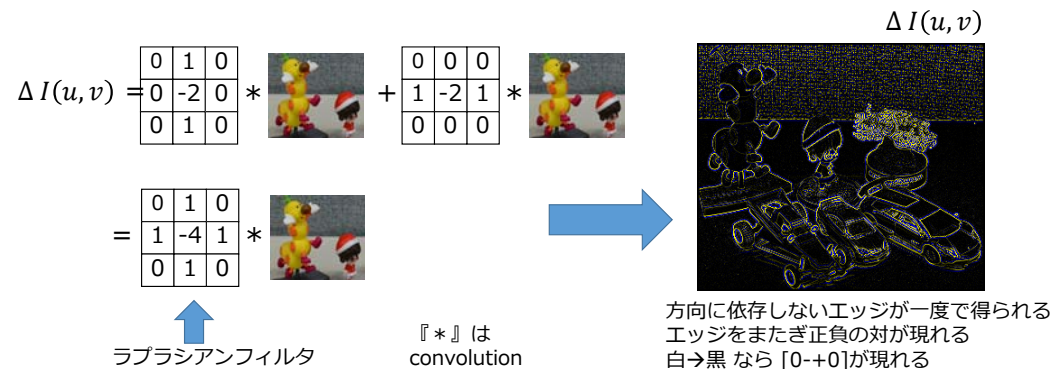 Δ I(u, v)
Δ I(u, v) =
0 1 0
0 -2 0
0 1 0
*
+
0 0 0
1 -2 1
0 0 0
*
=
0 1 0
1 -4 1
0 1 0
*
ラプラシアンフィルタ
『*』は
convolution
方向に依存しないエッジが一度で得られる
エッジをまたぎ正負の対が現れる
白→黒 なら [0-+0]が現れる